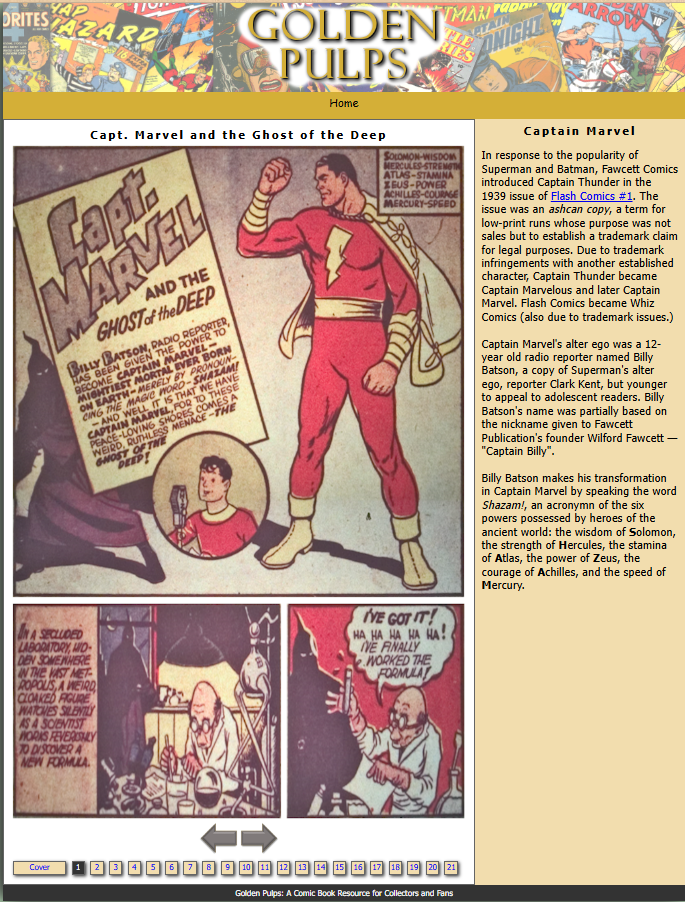 GOLDEN
PULPS
Home
Capt. Marvel and the Ghost of the Deep
CAPT.
MARVEL
AND THE
GHOST of the DEEP
BILLY BATSON, RADIO REPORTER,
HAS BEEN GIVEN THE POWER TO
BECOME CAPTAIN MARVEL —
MIGHTIEST MORTAL EVER BORN
ON EARTH — MERELY BY PRONOUN-
CING THE MAGIC WORD — SHAZAM!
— AND WELL IT IS THAT WE HAVE
CAPTAIN MARVEL, FOR TO THESE
PEACE-LOVING SHORES COMES A
WEIRD, RUTHLESS MENACE — THE
GHOST OF THE
DEEP!
SOLOMON-WISDOM
HERCULES-STRENGTH
ATLAS-STAMINA
ZEUS-POWER
ACHILLES-COURAGE
MERCURY-SPEED
IN A SECLUDED
LABORATORY, HID-
DEN SOMEWHERE
IN THE VAST MET-
ROPOLIS, A WEIRD,
CLOAKED FIGURE
WATCHES SILENTLY
AS A SCIENTIST
WORKS FEVERISHLY
TO DISCOVER A
NEW FORMULA.
I'VE GOT IT!
HA HA HA HA HA!
I'VE FINALLY
WORKED THE
FORMULA!
Cover 1 2 3 4 5 6 7 8 9 10 11 12 13 14 15 16 17 18 19 20 21
Captain Marvel
In response to the popularity of
Superman and Batman, Fawcett Comics
introduced Captain Thunder in the
1939 issue of Flash Comics #1. The
issue was an ashcan copy, a term for
low-print runs whose purpose was not
sales but to establish a trademark claim
for legal purposes. Due to trademark
infringements with another established
character, Captain Thunder became
Captain Marvelous and later Captain
Marvel. Flash Comics became Whiz
Comics (also due to trademark issues.)
Captain Marvel's alter ego was a 12-
year old radio reporter named Billy
Batson, a copy of Superman's alter
ego, reporter Clark Kent, but younger
to appeal to adolescent readers. Billy
Batson's name was partially based on
the nickname given to Fawcett
Publication's founder Wilford Fawcett —
"Captain Billy".
Billy Batson makes his transformation
in Captain Marvel by speaking the word
Shazam!, an acronymn of the six
powers possessed by heroes of the
ancient world: the wisdom of Solomon,
the strength of Hercules, the stamina
of Atlas, the power of Zeus, the
courage of Achilles, and the speed of
Mercury.
Golden Pulps: A Comic Book Resource for Collectors and Fans